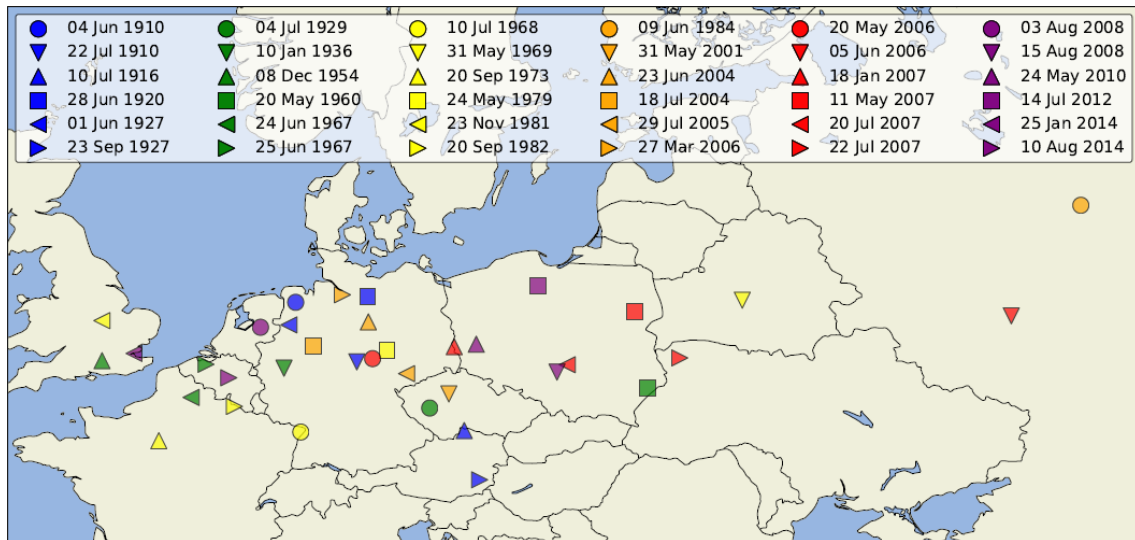 04 Jun 1910 04 Jul 1929 10 Jul 1968 09 Jun 1984 20 May 2006 03 Aug 2008
22 Jul 1910 10 Jan 1936 31 May 1969 31 May 2001 05 Jun 2006 15 Aug 2008
10 Jul 1916 08 Dec 1954 20 Sep 1973 23 Jun 2004 18 Jan 2007 24 May 2010
28 Jun 1920 20 May 1960 24 May 1979 18 Jul 2004 11 May 2007 14 Jul 2012
01 Jun 1927 24 Jun 1967 23 Nov 1981 29 Jul 2005 20 Jul 2007 25 Jan 2014
23 Sep 1927 25 Jun 1967 20 Sep 1982 27 Mar 2006 22 Jul 2007 10 Aug 2014